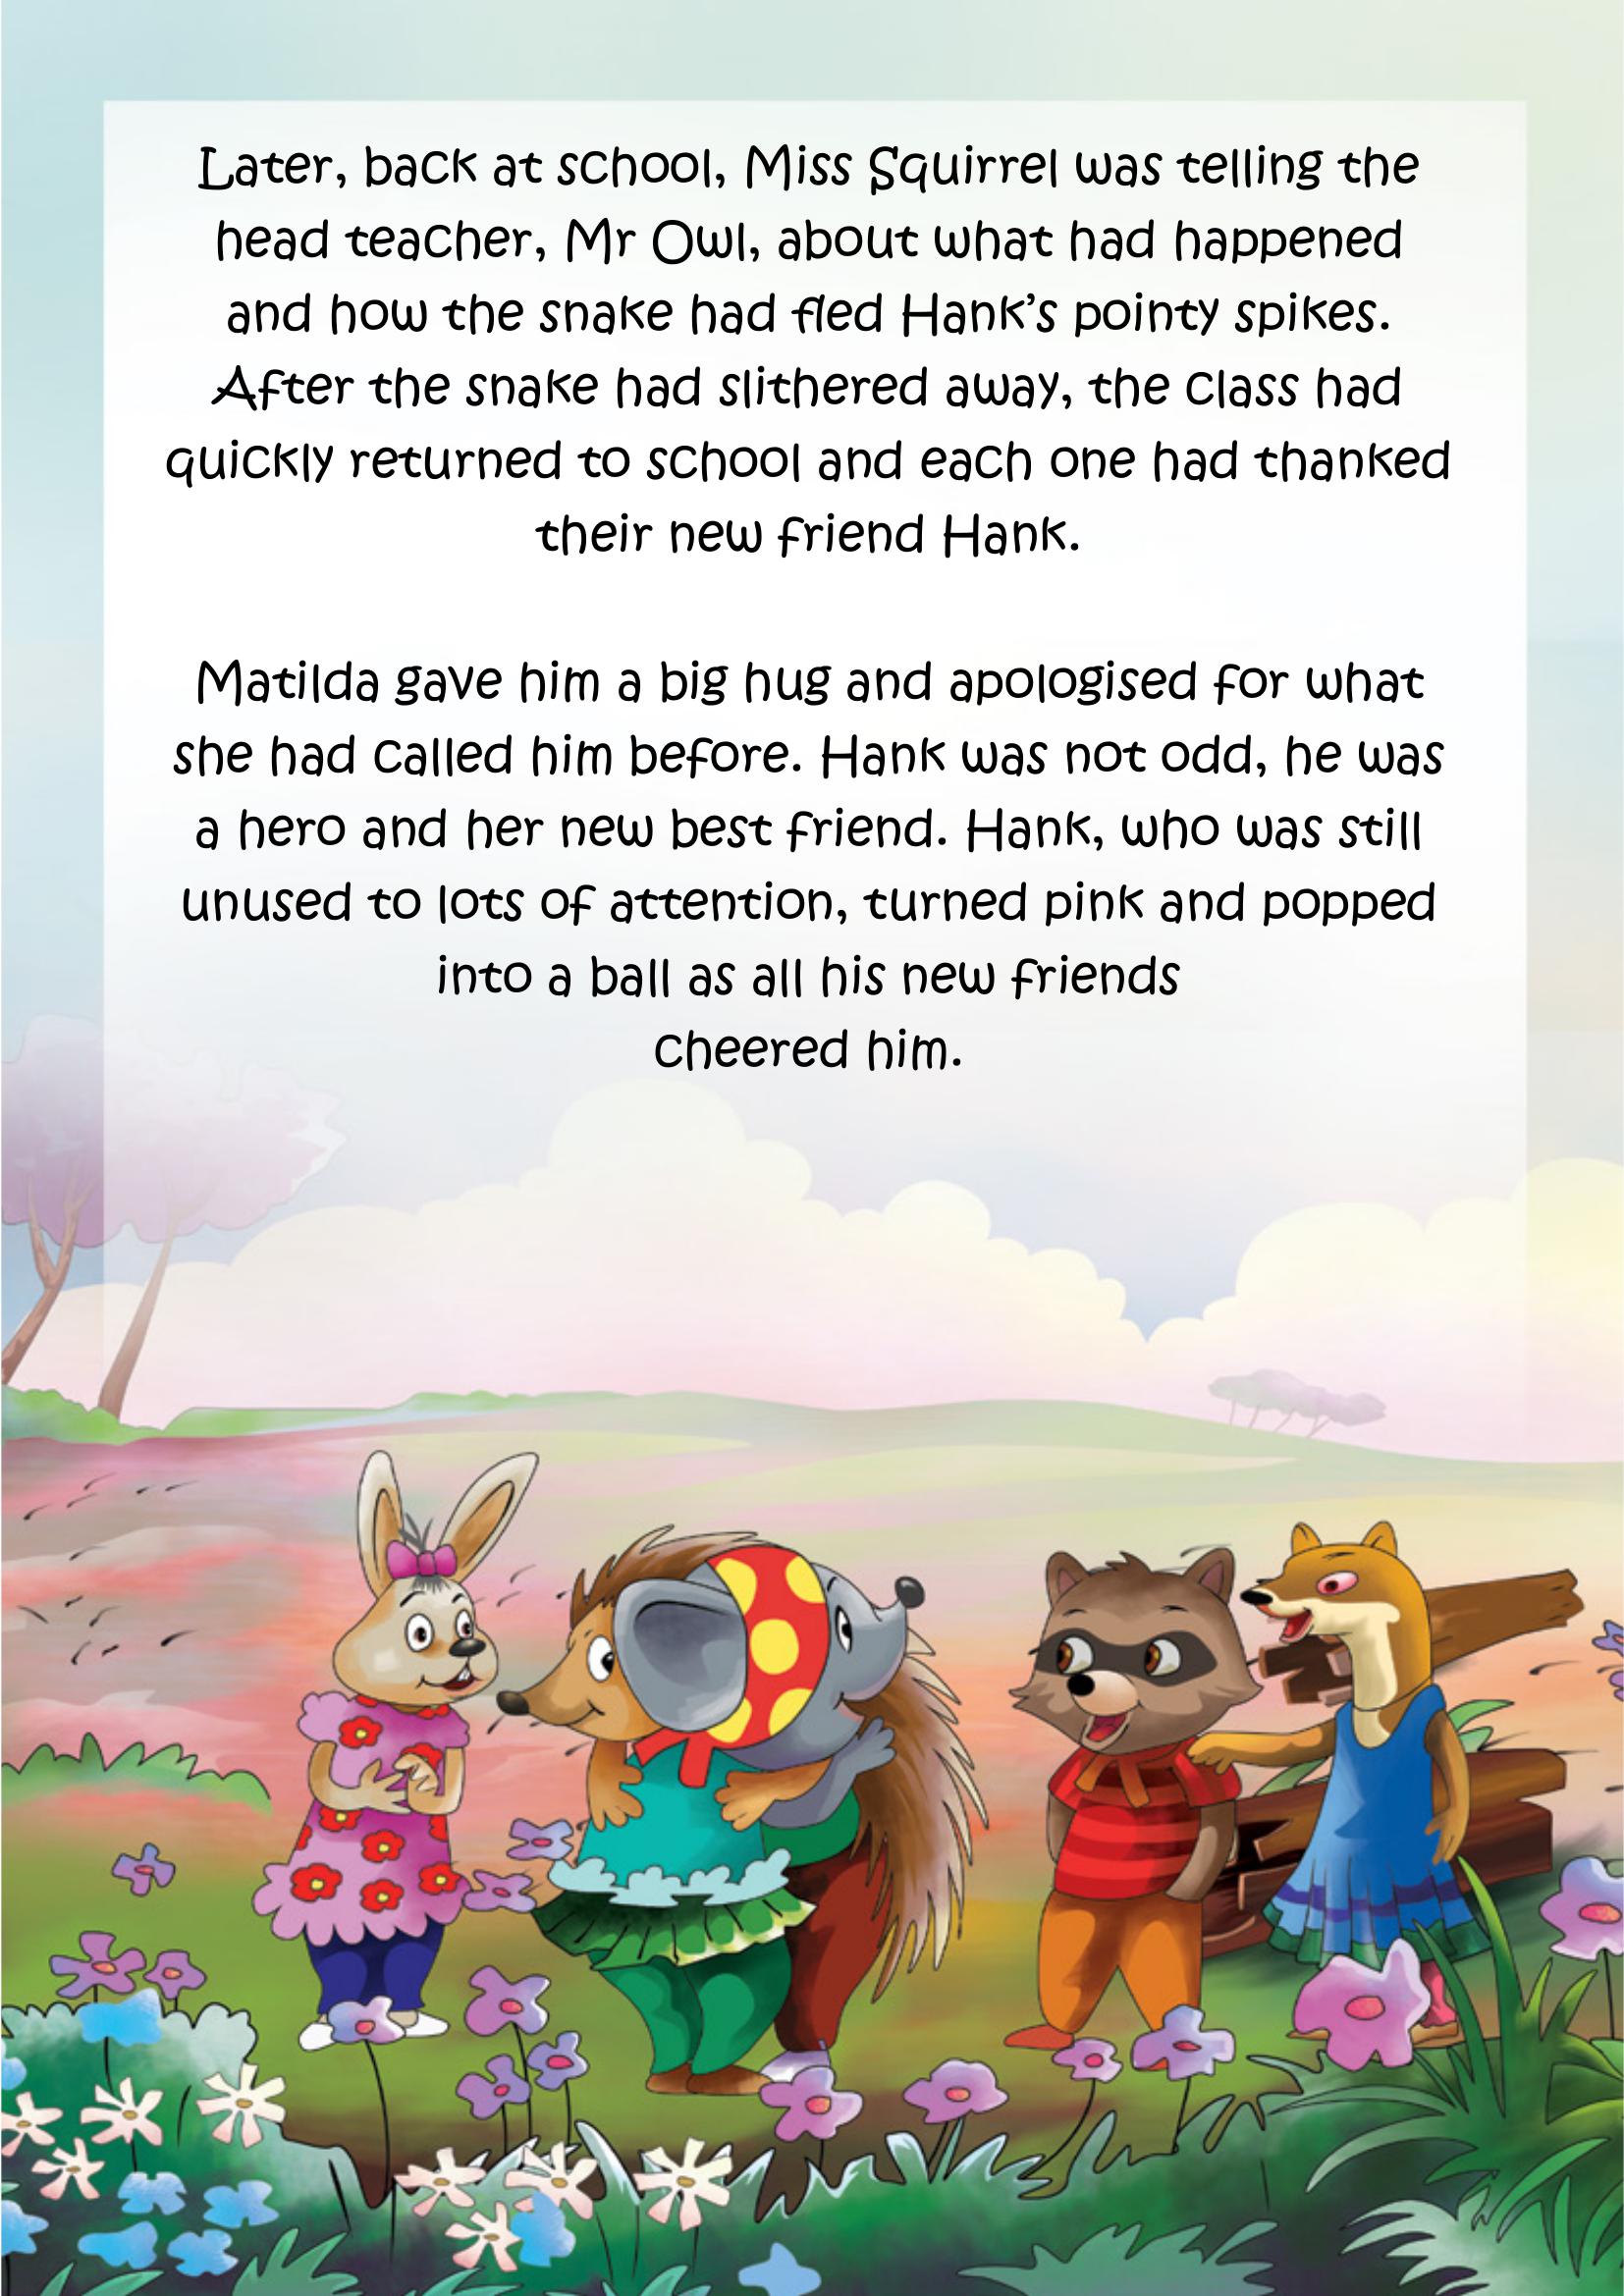 Later, back at school, Miss Squirrel was telling the
head teacher, Mr Owl, about what had happened
and how the snake had fled Hank's pointy spikes.
After the snake had slithered away, the class had
quickly returned to school and each one had thanked
their new friend Hank.
Matilda gave him a big hug and apologised for what
she had called him before. Hank was not odd, he was
a hero and her new best friend. Hank, who was still
unused to lots of attention, turned pink and popped
into a ball as all his new friends
cheered him.